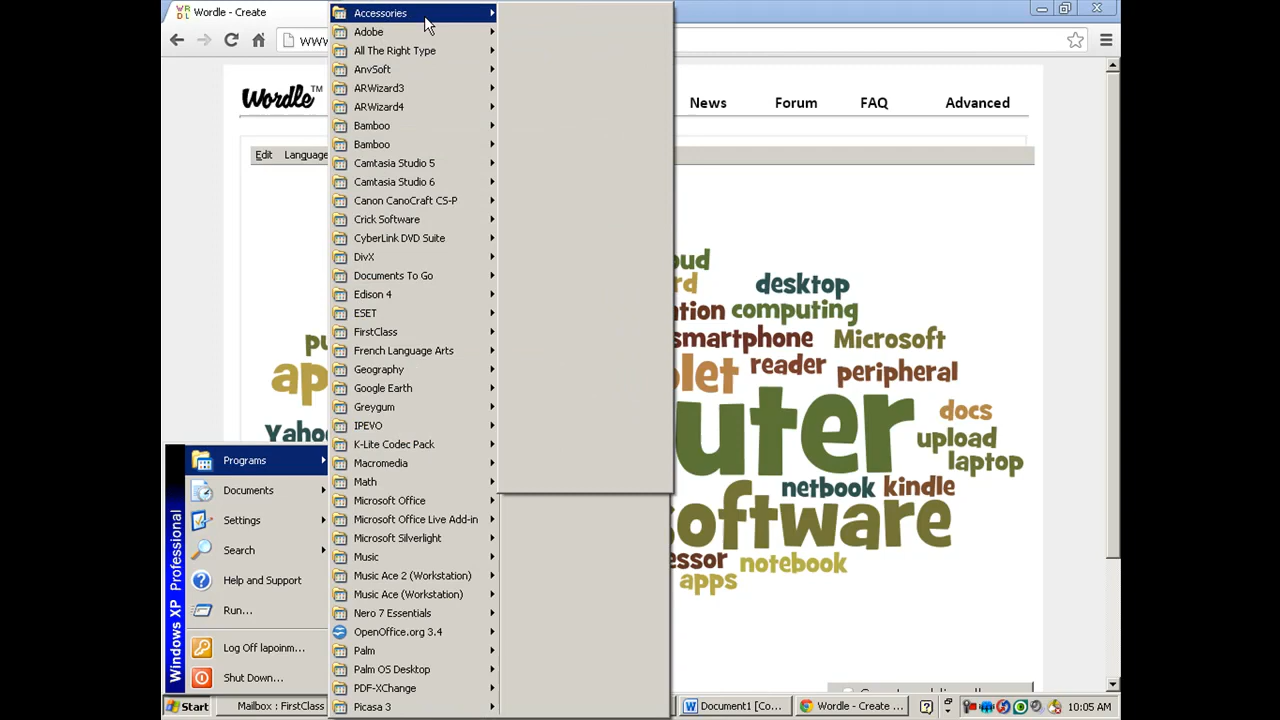 Wordle - Create
Accessories
Adobe
All The Right Type
AnvSoft
ARWizard3
ARWizard4
Bamboo
Bamboo
Camtasia Studio 5
Camtasia Studio 6
Canon CanoCraft CS-P
Crick Software
CyberLink DVD Suite
DivX
Documents To Go
Edison 4
ESET
FirstClass
French Language Arts
Geography
Google Earth
Greygum
IPEVO
K-Lite Codec Pack
Macromedia
Math
Microsoft Office
Microsoft Office Live Add-in
Microsoft Silverlight
Music
Music Ace 2 (Workstation)
Music Ace (Workstation)
Nero 7 Essentials
OpenOffice.org 3.4
Palm
Palm OS Desktop
PDF-XChange
Picasa 3
www
Wordle™
News Forum FAQ Advanced
Edit Language
oud
desktop
rd
tion computing
smartphone Microsoft
pu
let reader peripheral
ap
uter docs
Yahoo upload
laptop
netbook kindle
software
essor notebook
apps
Windows XP Professional
Programs
Documents
Settings
Search
Help and Support
Run...
Log Off lapoinm...
Shut Down...
Start
Mailbox : FirstClass
Document1 [Co...
Wordle - Create ...
10:05 AM